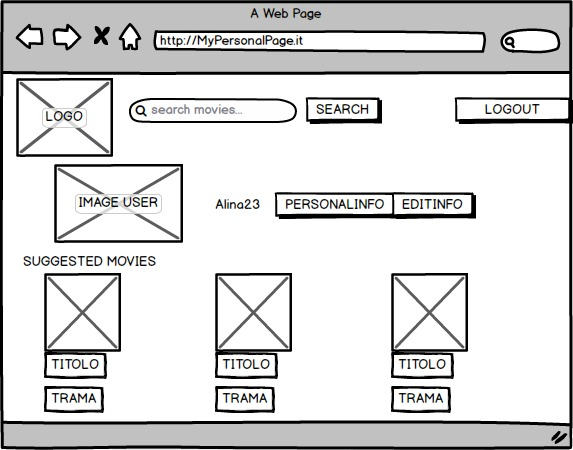 A Web Page
http://MyPersonalPage.it
LOGO
search movies...
SEARCH
LOGOUT
IMAGE USER
Alina23
PERSONALINFO
EDITINFO
SUGGESTED MOVIES
TITOLO
TITOLO
TITOLO
TRAMA
TRAMA
TRAMA